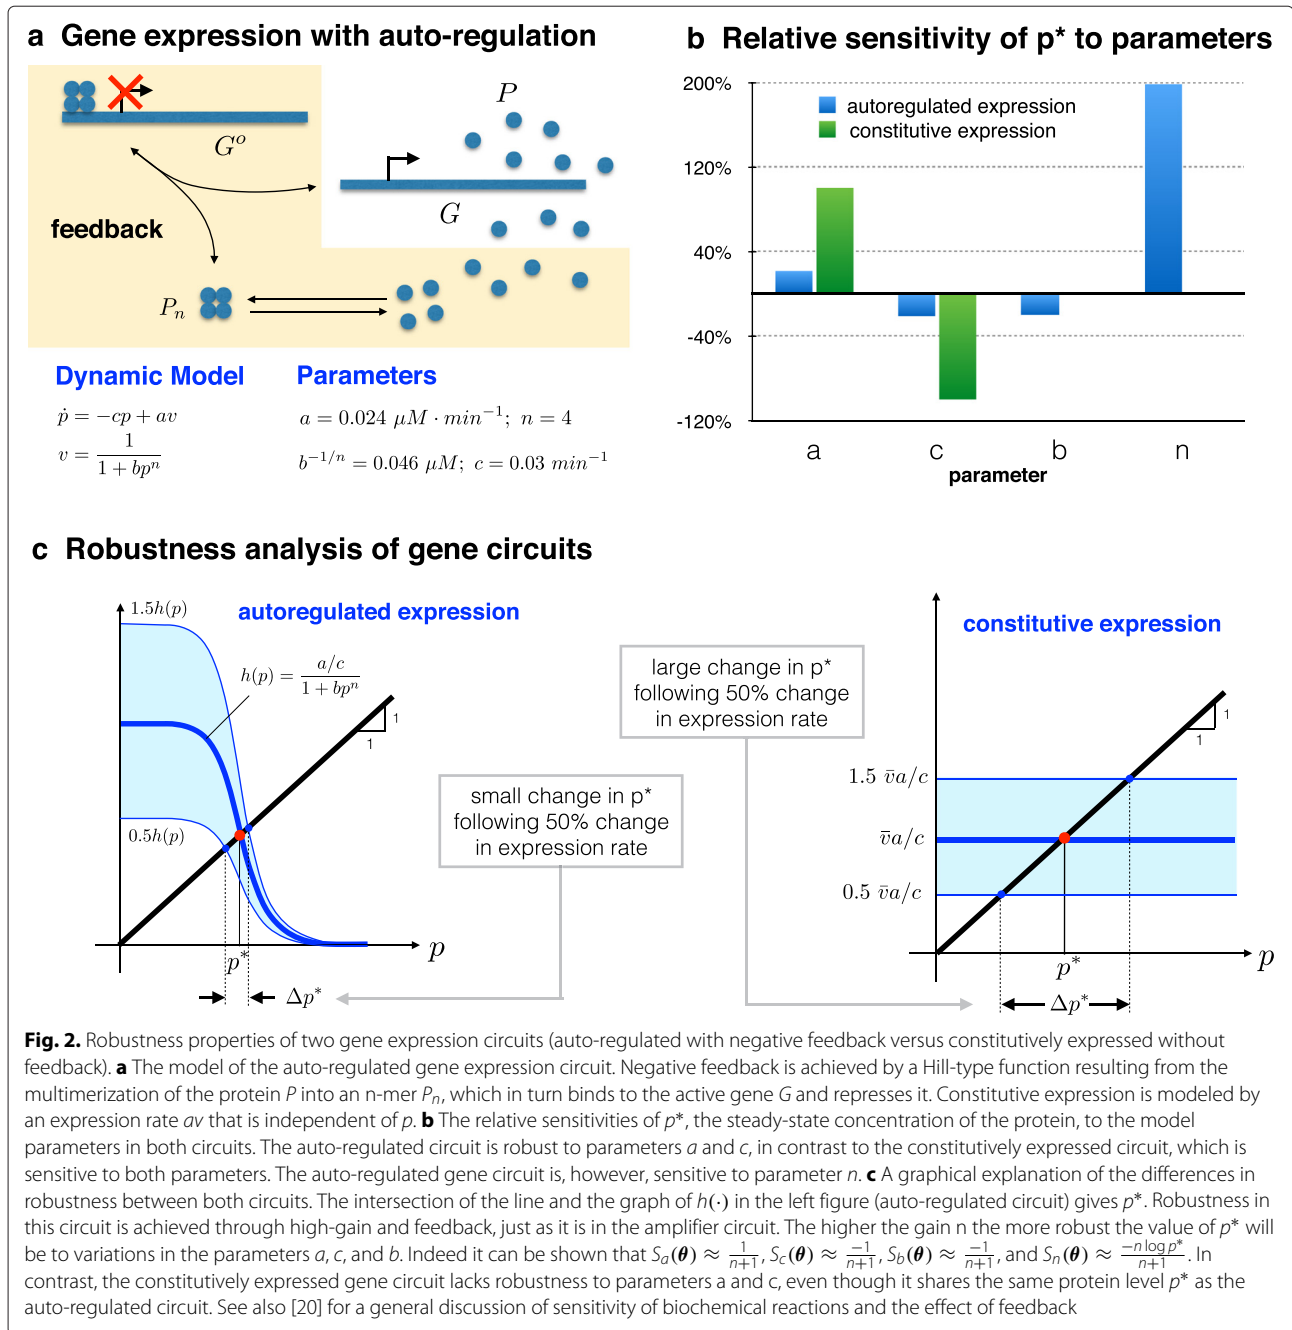 a Gene expression with auto-regulation
G^o
P
G
feedback
P_n
Dynamic Model
ṗ = −cp + av
v = 1 / (1 + bp^n)
Parameters
a = 0.024 μM · min^−1; n = 4
b^−1/n = 0.046 μM; c = 0.03 min^−1
b Relative sensitivity of p* to parameters
200%
120%
40%
-40%
-120%
autoregulated expression
constitutive expression
a
c
b
n
parameter
c Robustness analysis of gene circuits
autoregulated expression
1.5h(p)
h(p) = (a/c) / (1 + bp^n)
0.5h(p)
1
1
p*
p
Δp*
small change in p*
following 50% change
in expression rate
large change in p*
following 50% change
in expression rate
constitutive expression
1
1
1.5 v̄a/c
v̄a/c
0.5 v̄a/c
p*
p
Δp*
Fig. 2. Robustness properties of two gene expression circuits (auto-regulated with negative feedback versus constitutively expressed without
feedback). a The model of the auto-regulated gene expression circuit. Negative feedback is achieved by a Hill-type function resulting from the
multimerization of the protein P into an n-mer P_n, which in turn binds to the active gene G and represses it. Constitutive expression is modeled by
an expression rate av that is independent of p. b The relative sensitivities of p*, the steady-state concentration of the protein, to the model
parameters in both circuits. The auto-regulated circuit is robust to parameters a and c, in contrast to the constitutively expressed circuit, which is
sensitive to both parameters. The auto-regulated gene circuit is, however, sensitive to parameter n. c A graphical explanation of the differences in
robustness between both circuits. The intersection of the line and the graph of h(·) in the left figure (auto-regulated circuit) gives p*. Robustness in
this circuit is achieved through high-gain and feedback, just as it is in the amplifier circuit. The higher the gain n the more robust the value of p* will
be to variations in the parameters a, c, and b. Indeed it can be shown that S_a(θ) ≈ 1/(n+1), S_c(θ) ≈ −1/(n+1), S_b(θ) ≈ −1/(n+1), and S_n(θ) ≈ (−n log p*)/(n+1). In
contrast, the constitutively expressed gene circuit lacks robustness to parameters a and c, even though it shares the same protein level p* as the
auto-regulated circuit. See also [20] for a general discussion of sensitivity of biochemical reactions and the effect of feedback